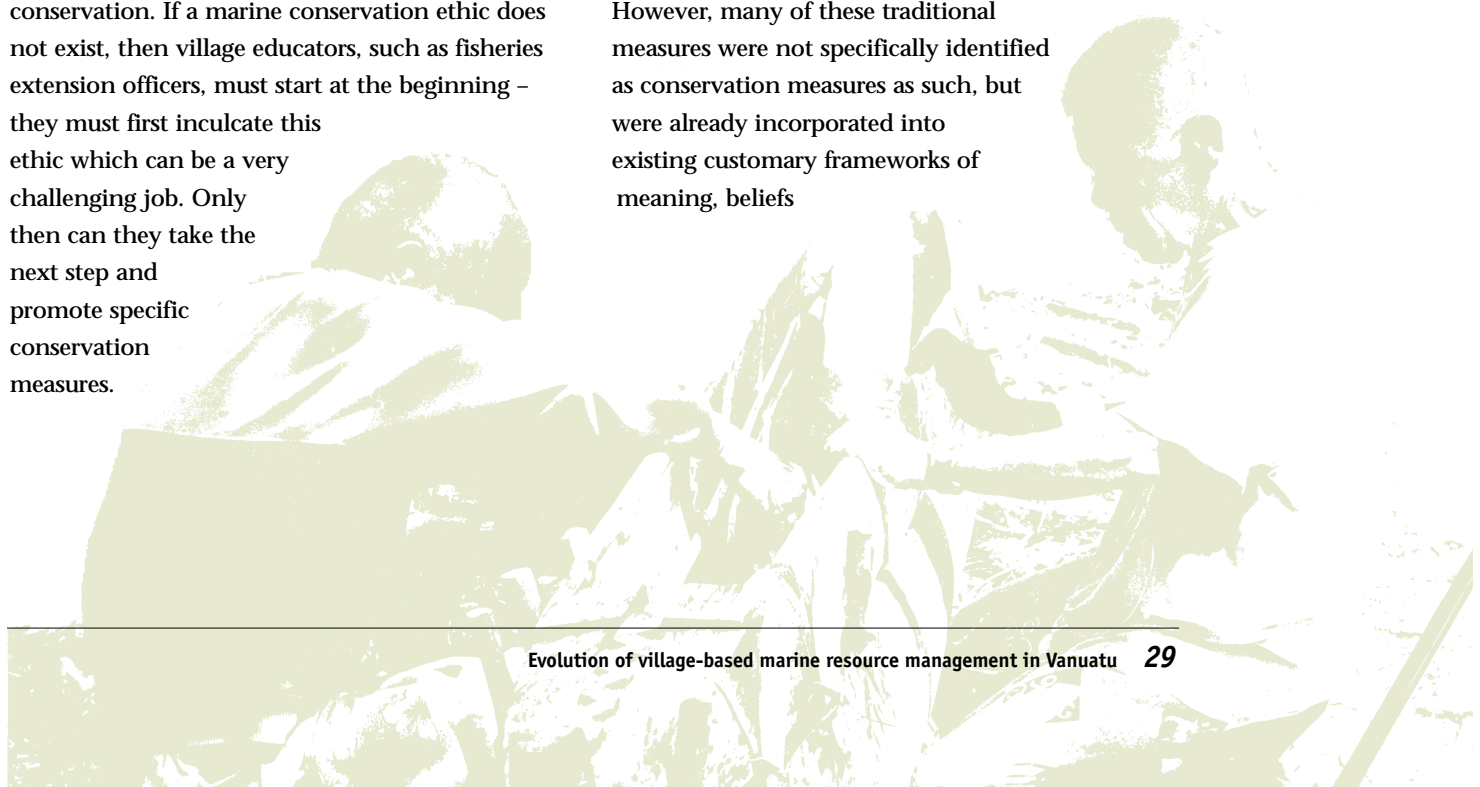 conservation. If a marine conservation ethic does
not exist, then village educators, such as fisheries
extension officers, must start at the beginning –
they must first inculcate this
ethic which can be a very
challenging job. Only
then can they take the
next step and
promote specific
conservation
measures.
However, many of these traditional
measures were not specifically identified
as conservation measures as such, but
were already incorporated into
existing customary frameworks of
meaning, beliefs
Evolution of village-based marine resource management in Vanuatu 29